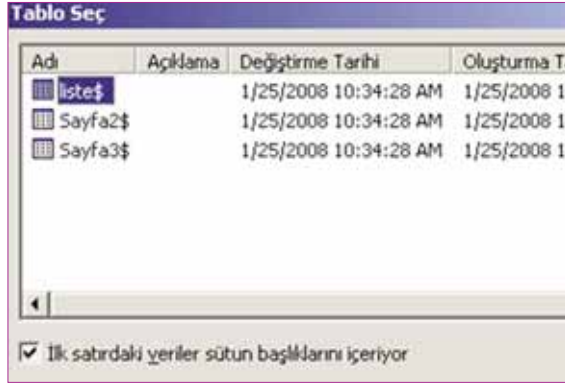 Tablo Seç
Adı Açıklama Değiştirme Tarihi Oluşturma T
liste$ 1/25/2008 10:34:28 AM 1/25/2008 1
Sayfa2$ 1/25/2008 10:34:28 AM 1/25/2008 1
Sayfa3$ 1/25/2008 10:34:28 AM 1/25/2008 1
İlk satırdaki veriler sütun başlıklarını içeriyor